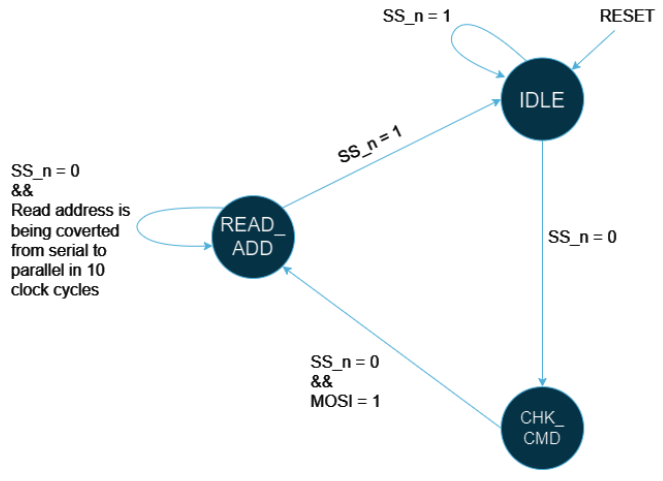 SS_n = 1
RESET
IDLE
SS_n = 1
SS_n = 0
&&
Read address is
being coverted
from serial to
parallel in 10
clock cycles
READ_
ADD
SS_n = 0
SS_n = 0
&&
MOSI = 1
CHK_
CMD